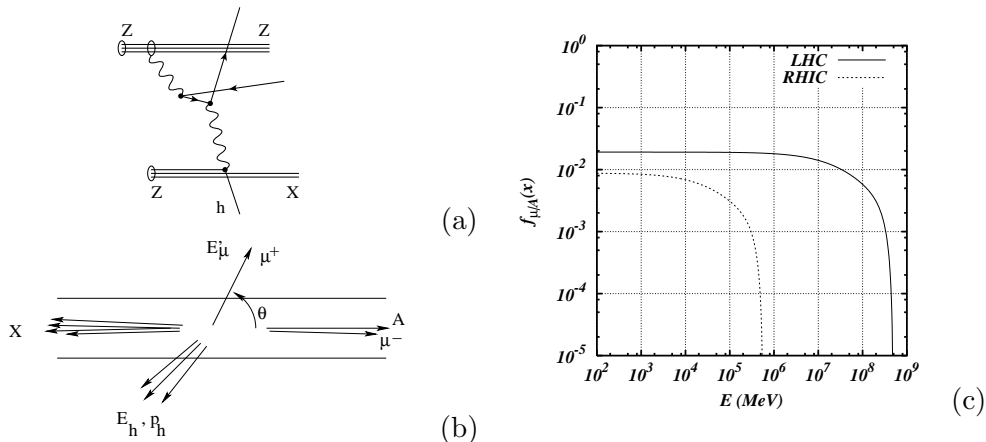 Z Z
Z X
h
(a)
E'μ μ+
θ
X A
μ−
E_h , p_h
(b)
10^0
10^-1
10^-2
10^-3
10^-4
10^-5
f_μ/A(x)
LHC
RHIC
10^2 10^3 10^4 10^5 10^6 10^7 10^8 10^9
E (MeV)
(c)